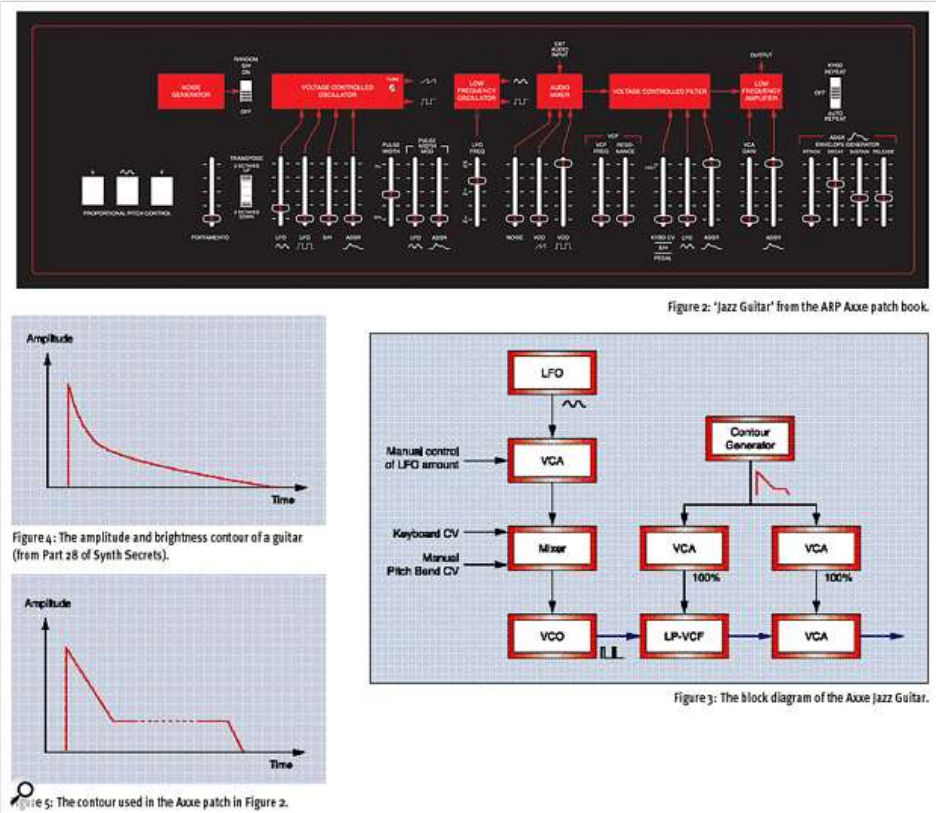 EXT
AUDIO
INPUT
OUTPUT
RANDOM
S/H
ON
OFF
NOISE
GENERATOR
VOLTAGE CONTROLLED
OSCILLATOR
LOW
FREQUENCY
OSCILLATOR
AUDIO
MIXER
VOLTAGE CONTROLLED FILTER
LOW
FREQUENCY
AMPLIFIER
KYBD
REPEAT
OFF
AUTO
REPEAT
PROPORTIONAL PITCH CONTROL
PORTAMENTO
TRANSPOSE
2 OCTAVES
UP
2 OCTAVES
DOWN
LFO
LFO
S/H
ADSR
PULSE
WIDTH
PULSE
WIDTH
MOD
LFO
ADSR
LFO
FREQ
NOISE
VCO
VCO
VCF
VCF
FREQ
RESO-
NANCE
KYBD CV
S/H
PEDAL
LFO
ADSR
VCA
GAIN
ADSR
ADSR
ENVELOPE GENERATOR
ATTACK
DECAY
SUSTAIN
RELEASE
Figure 2: 'Jazz Guitar' from the ARP Axxe patch book.
Amplitude
Time
Figure 4: The amplitude and brightness contour of a guitar
(from Part 28 of Synth Secrets).
Amplitude
Time
5: The contour used in the Axxe patch in Figure 2.
LFO
Manual control
of LFO amount
VCA
Contour
Generator
Keyboard CV
Manual
Pitch Bend CV
Mixer
VCA
100%
VCA
100%
VCO
LP-VCF
VCA
Figure 3: The block diagram of the Axxe Jazz Guitar.